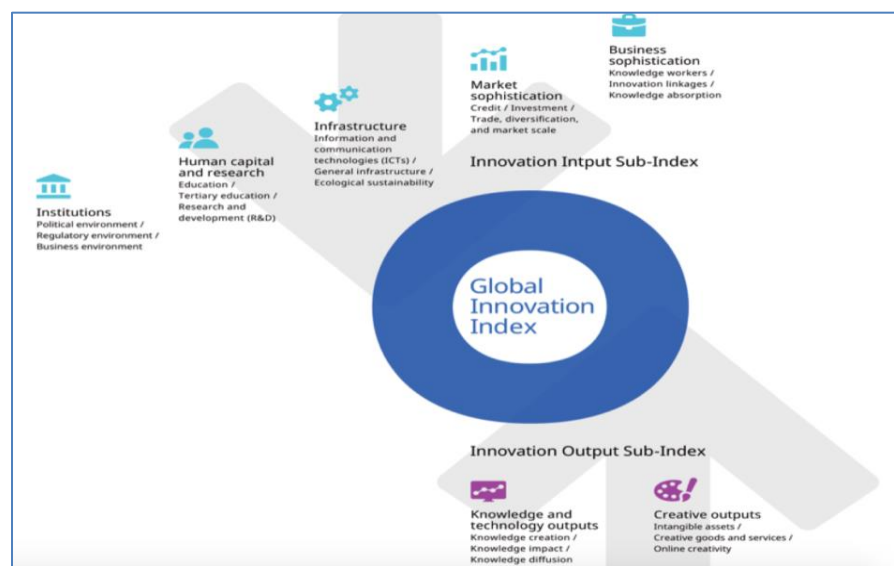 Business
sophistication
Knowledge workers /
Innovation linkages /
Knowledge absorption
Market
sophistication
Credit / Investment /
Trade, diversification,
and market scale
Infrastructure
Information and
communication
technologies (ICTs) /
General infrastructure /
Ecological sustainability
Human capital
and research
Education /
Tertiary education /
Research and
development (R&D)
Institutions
Political environment /
Regulatory environment /
Business environment
Innovation Intput Sub-Index
Global
Innovation
Index
Innovation Output Sub-Index
Knowledge and
technology outputs
Knowledge creation /
Knowledge impact /
Knowledge diffusion
Creative outputs
Intangible assets /
Creative goods and services /
Online creativity